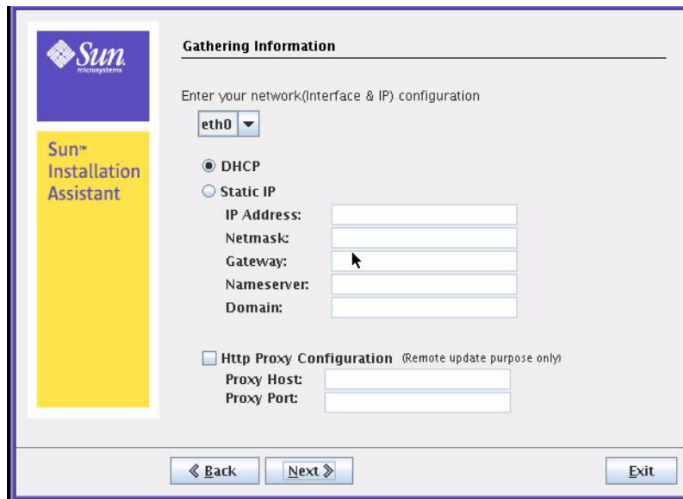 Sun
microsystems
Sun™
Installation
Assistant
Gathering Information
Enter your network(Interface & IP) configuration
eth0
DHCP
Static IP
IP Address:
Netmask:
Gateway:
Nameserver:
Domain:
Http Proxy Configuration (Remote update purpose only)
Proxy Host:
Proxy Port:
Back Next Exit